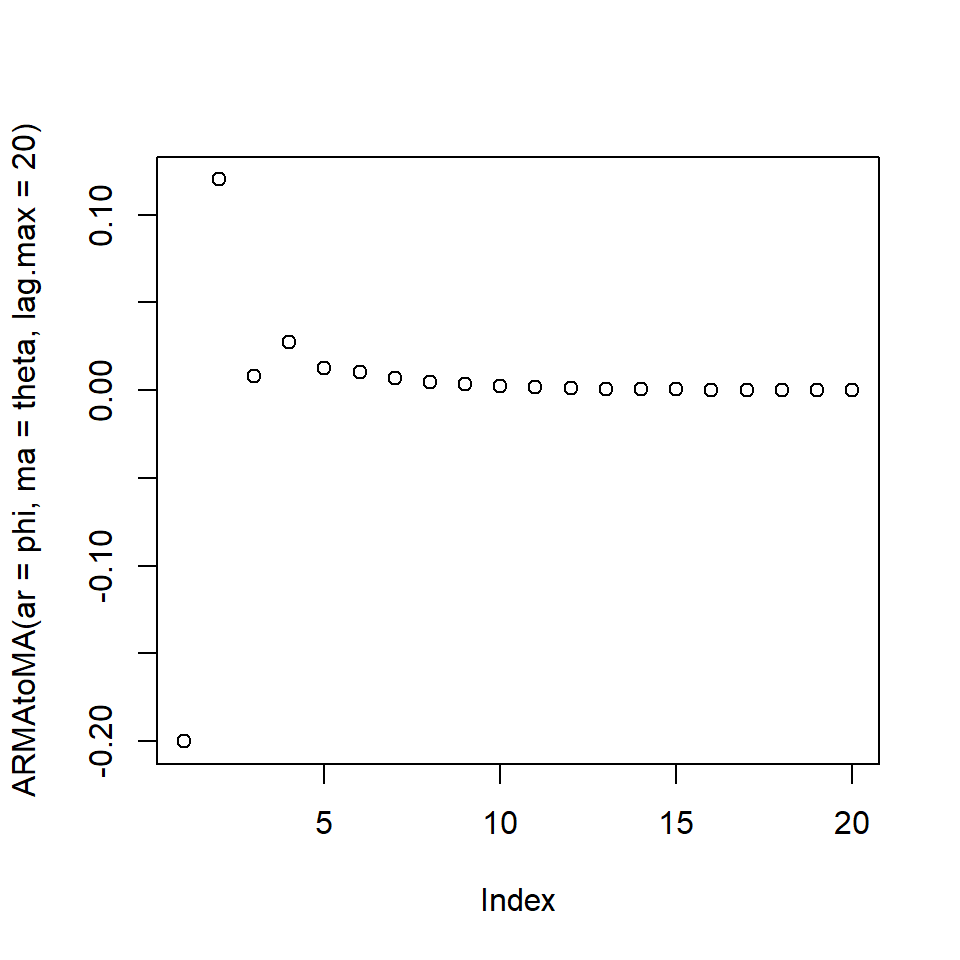 ARMAtoMA(ar = phi, ma = theta, lag.max = 20)
0.10
0.00
-0.10
-0.20
5 10 15 20
Index